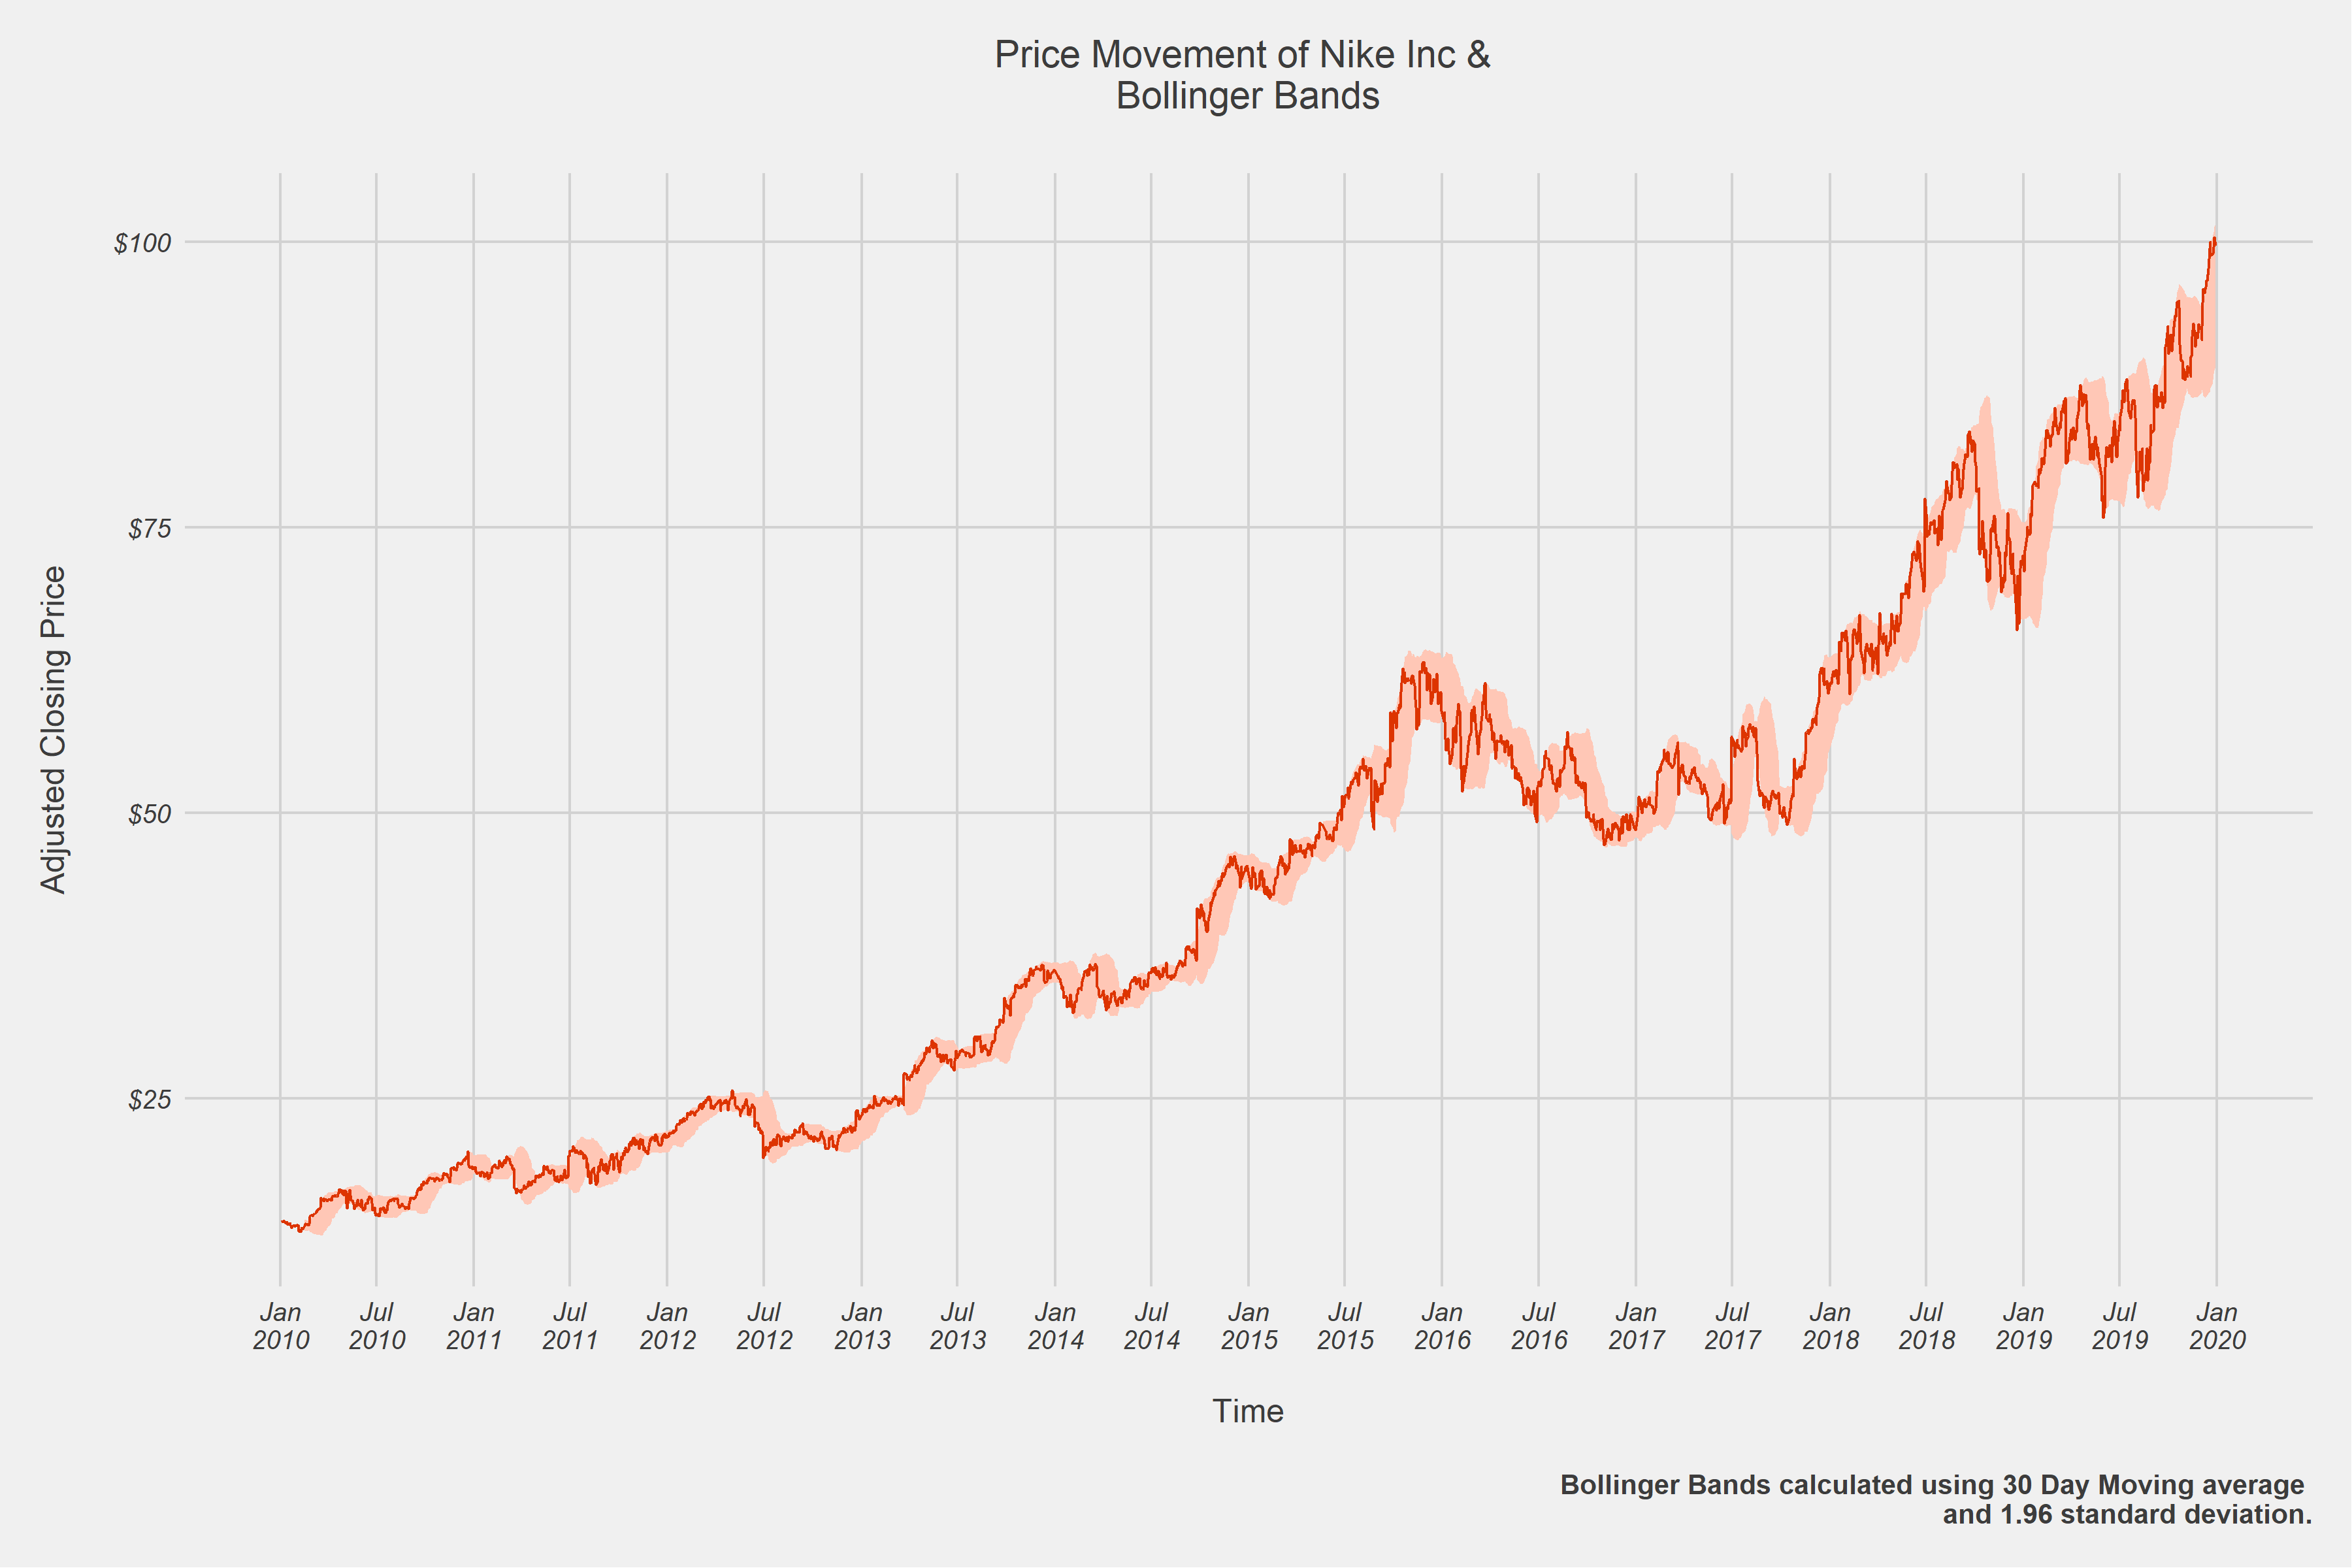 Price Movement of Nike Inc &
Bollinger Bands
$100
$75
$50
$25
Adjusted Closing Price
Jan Jul Jan Jul Jan Jul Jan Jul Jan Jul Jan Jul Jan Jul Jan Jul Jan Jul Jan Jul Jan
2010 2010 2011 2011 2012 2012 2013 2013 2014 2014 2015 2015 2016 2016 2017 2017 2018 2018 2019 2019 2020
Time
Bollinger Bands calculated using 30 Day Moving average
and 1.96 standard deviation.